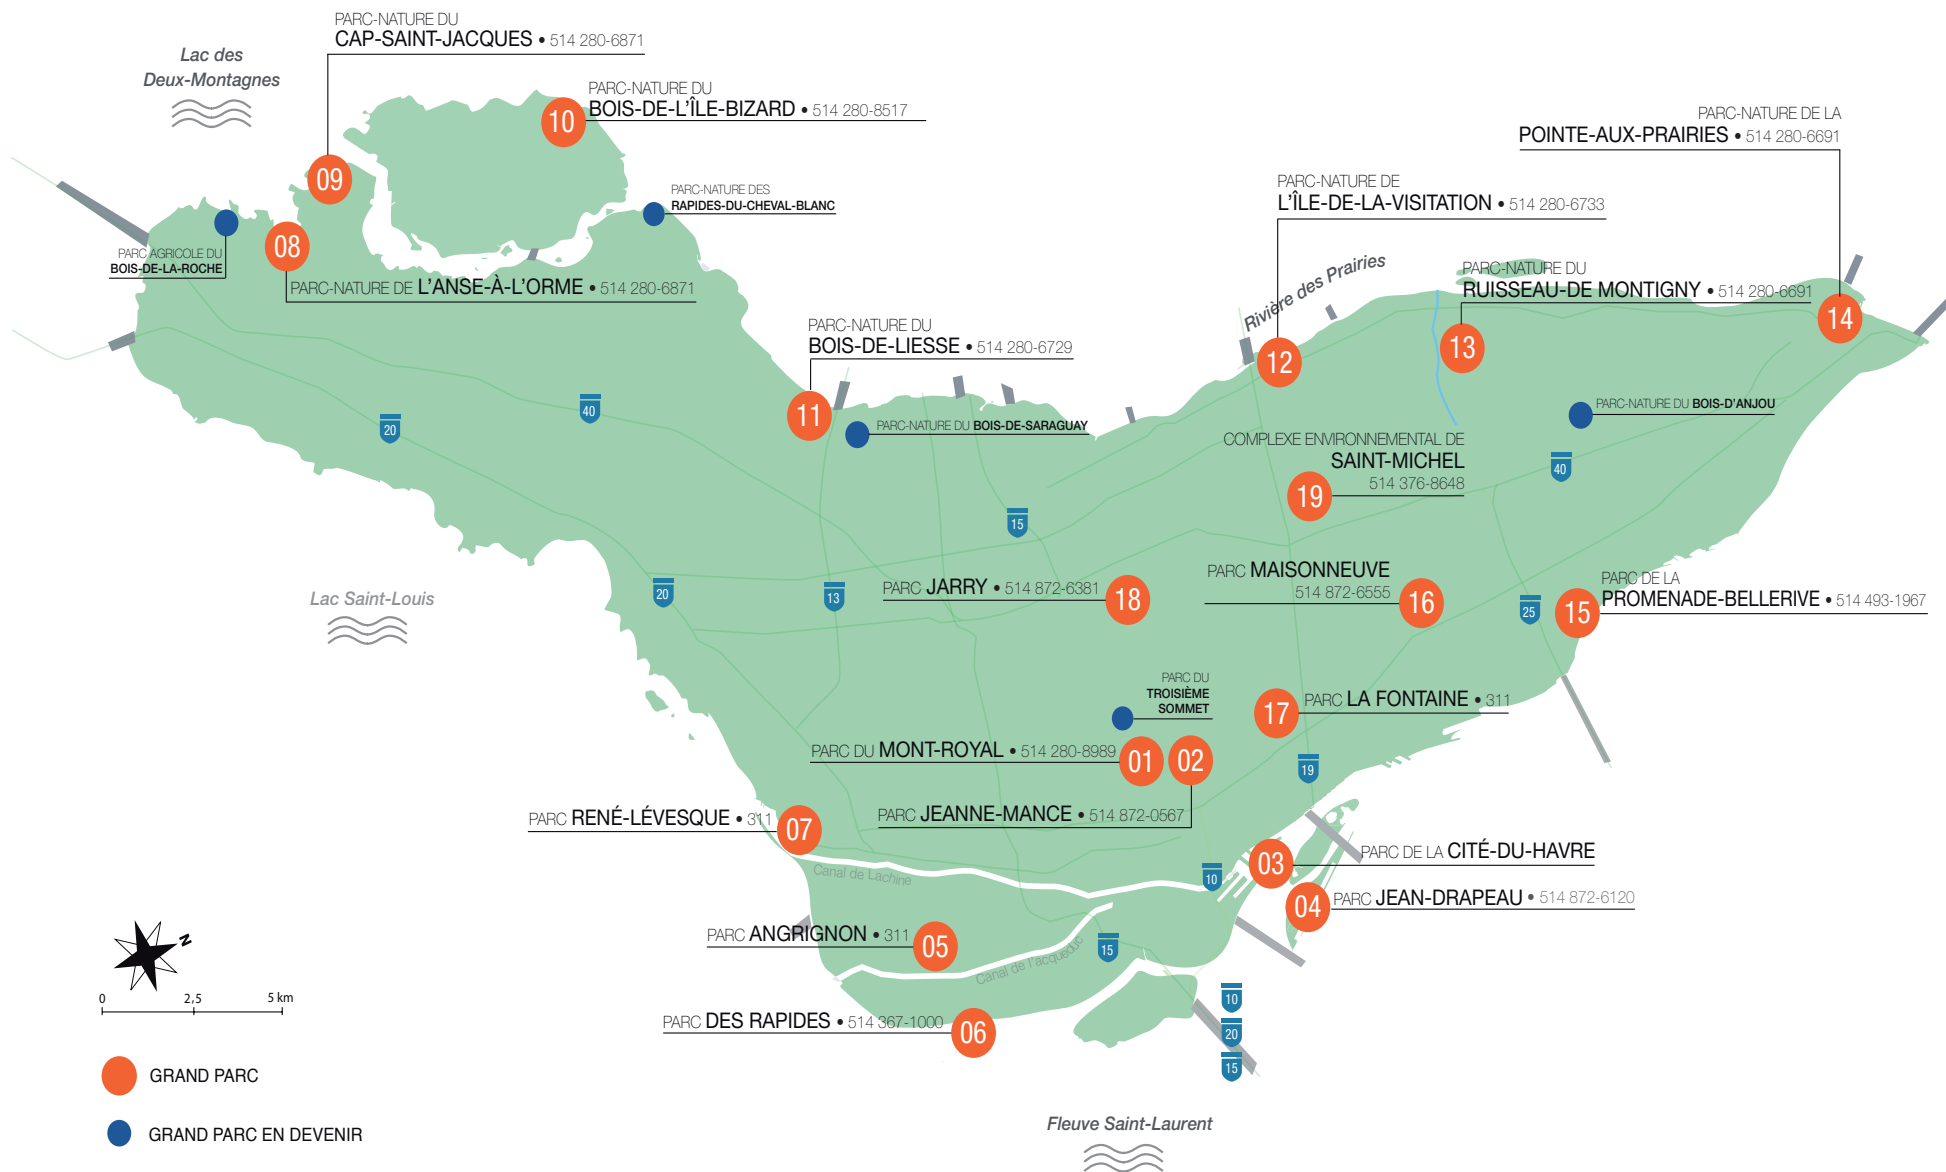 PARC-NATURE DU
CAP-SAINT-JACQUES • 514 280-6871
Lac des
Deux-Montagnes
PARC-NATURE DU
BOIS-DE-L'ÎLE-BIZARD • 514 280-8517
10
PARC-NATURE DE LA
POINTE-AUX-PRAIRIES • 514 280-6691
09
PARC-NATURE DES
RAPIDES-DU-CHEVAL-BLANC
PARC-NATURE DE
L'ÎLE-DE-LA-VISITATION • 514 280-6733
08
PARC AGRICOLE DU
BOIS-DE-LA-ROCHE
PARC-NATURE DE L'ANSE-À-L'ORME • 514 280-6871
Rivière des Prairies
PARC-NATURE DU
RUISSEAU-DE MONTIGNY • 514 280-6691
14
PARC-NATURE DU
BOIS-DE-LIESSE • 514 280-6729
12
13
11
20
40
PARC-NATURE DU BOIS-DE-SARAGUAY
PARC-NATURE DU BOIS-D'ANJOU
COMPLEXE ENVIRONNEMENTAL DE
SAINT-MICHEL
514 376-8648
19
40
15
Lac Saint-Louis
20
13
PARC JARRY • 514 872-6381
18
PARC MAISONNEUVE
514 872-6555
16
25
15
PARC DE LA
PROMENADE-BELLERIVE • 514 493-1967
PARC DU
TROISIÈME
SOMMET
17
PARC LA FONTAINE • 311
PARC DU MONT-ROYAL • 514 280-8989
01
02
19
PARC JEANNE-MANCE • 514 872-0567
PARC RENÉ-LÉVESQUE • 311
07
03
PARC DE LA CITÉ-DU-HAVRE
Canal de Lachine
10
04
PARC JEAN-DRAPEAU • 514 872-6120
PARC ANGRIGNON • 311
05
Canal de l'acqueduc
15
N
0 2,5 5 km
PARC DES RAPIDES • 514 367-1000
06
10
20
15
GRAND PARC
GRAND PARC EN DEVENIR
Fleuve Saint-Laurent